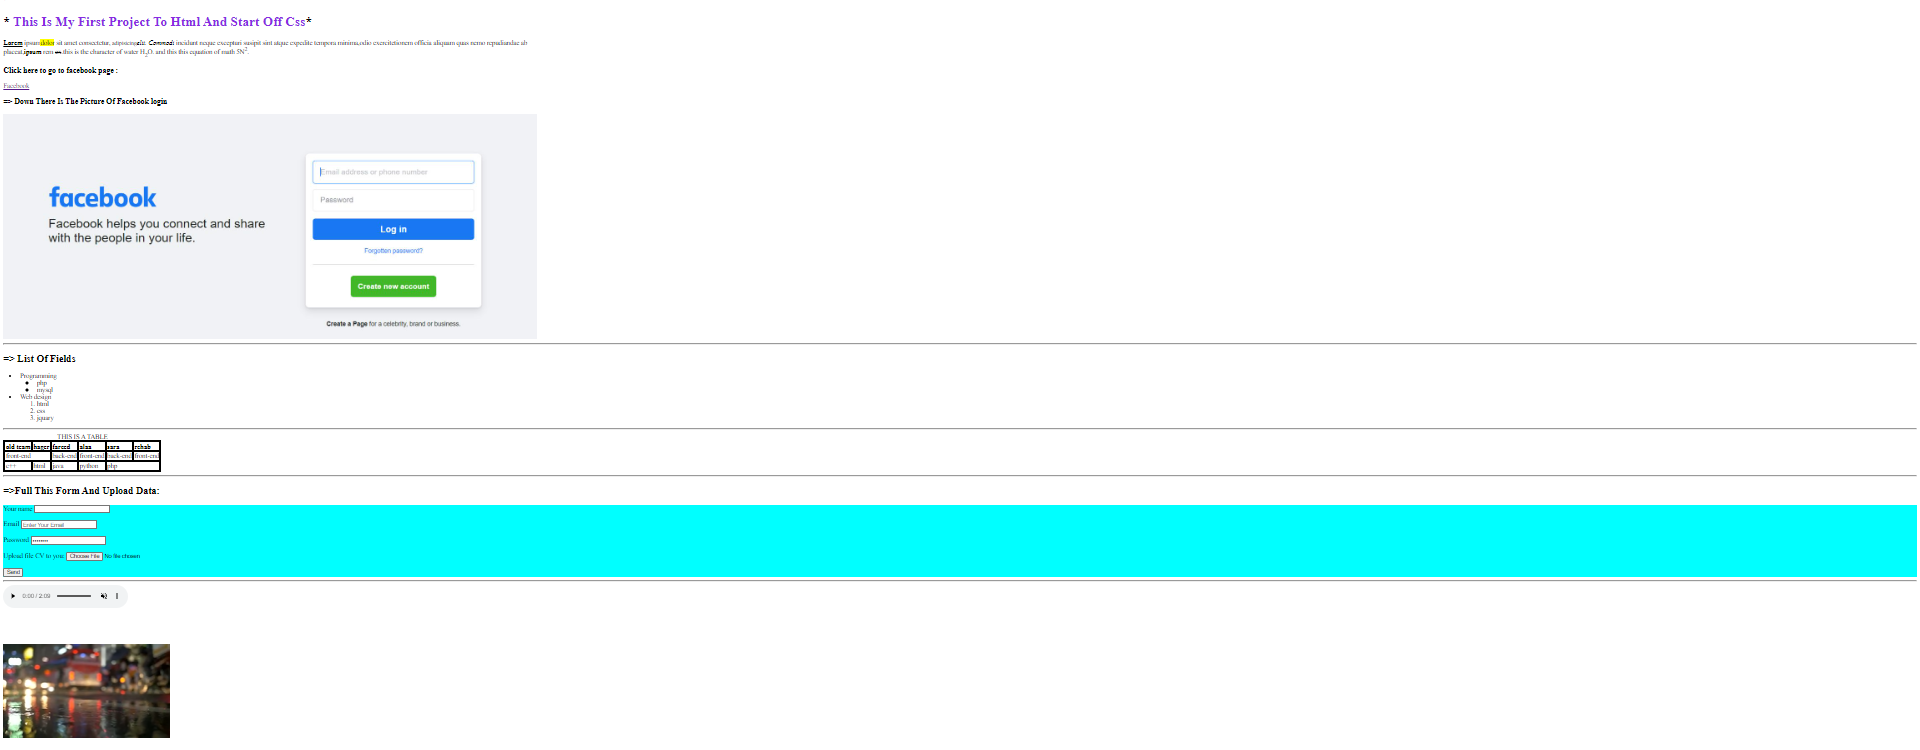 * This Is My First Project To Html And Start Off Css*
Lorem ipsum dolor sit amet consectetur, adipisicing elit. Commodi incidunt neque excepturi suscipit sint atque expedite tempora minima,odio exercitetionem officia aliquam quas nemo repudiandae ab
placeat.ipsum rem this is the character of water H2O. and this this equation of math 5N2.
Click here to go to facebook page :
Facebook
=> Down There Is The Picture Of Facebook login
facebook
Facebook helps you connect and share
with the people in your life.
Email address or phone number
Password
Log in
Forgotten password?
Create new account
Create a Page for a celebrity, brand or business.
=> List Of Fields
• Programming
php
mysql
• Web design
1. html
2. css
3. jquary
THIS IS A TABLE
old team hager fareed alaa sara rehab
front-end back-end front-end back-end front-end
c++ html java python php
=>Full This Form And Upload Data:
Your name
Email Enter Your Email
Password ••••••••
Upload file CV to you: Choose File No file chosen
Send
0:00 / 2:09